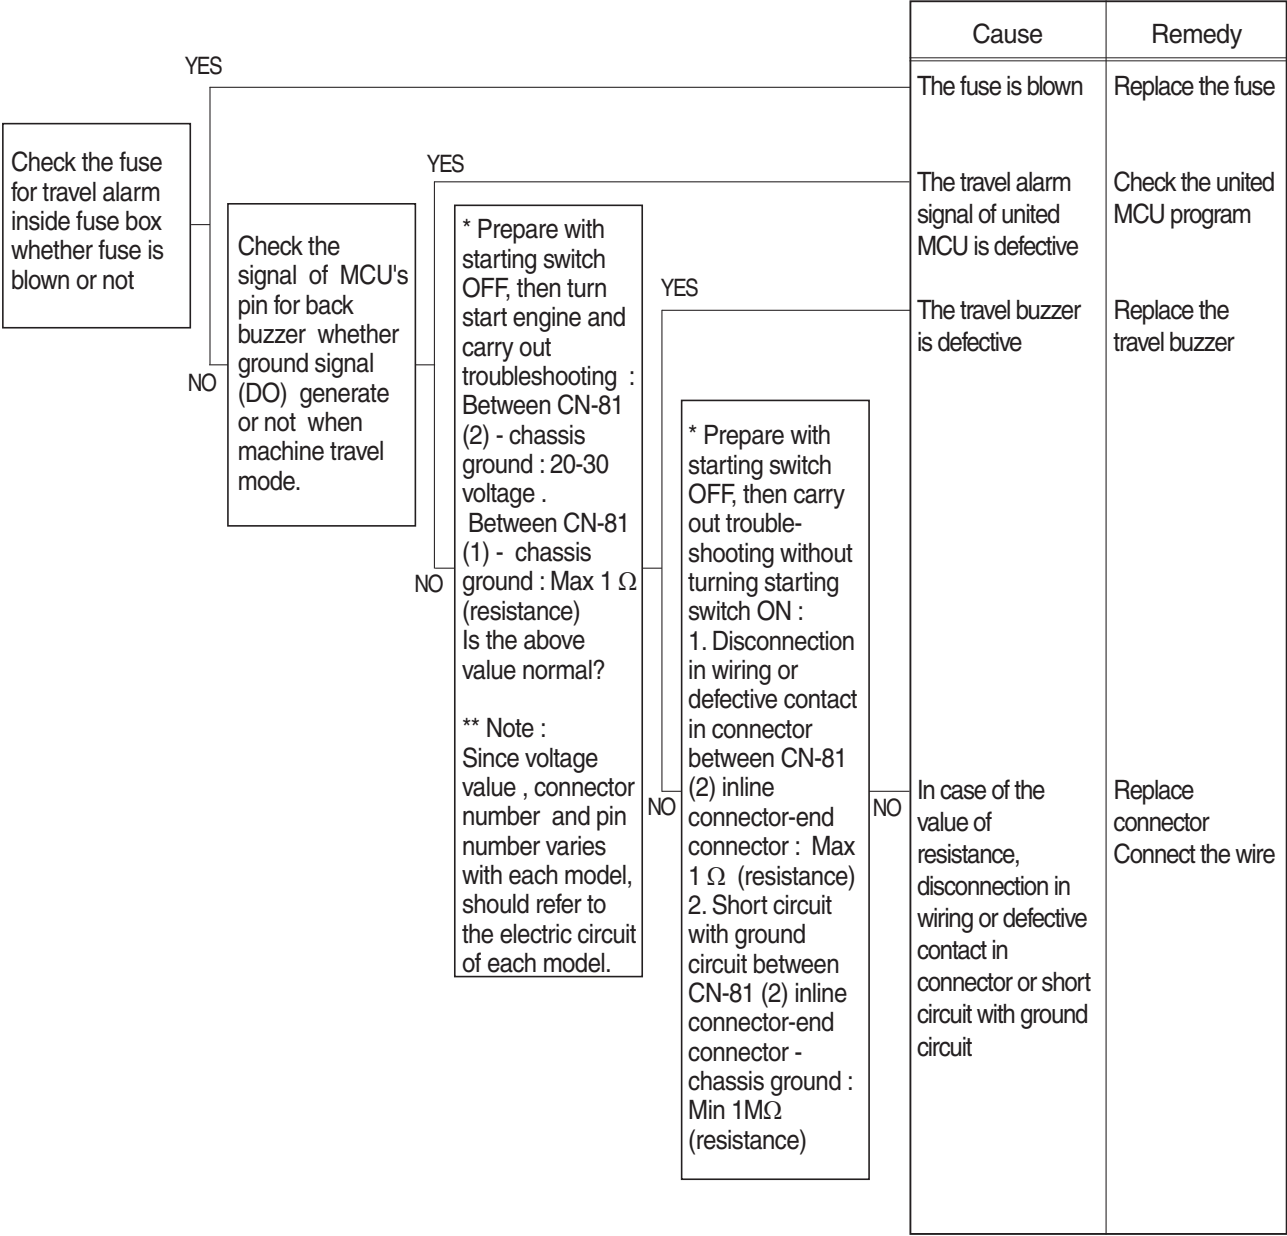 Cause
Remedy
YES
The fuse is blown
Replace the fuse
Check the fuse
for travel alarm
inside fuse box
whether fuse is
blown or not
YES
The travel alarm
signal of united
MCU is defective
Check the united
MCU program
NO
Check the
signal of MCU's
pin for back
buzzer whether
ground signal
(DO) generate
or not when
machine travel
mode.
YES
The travel buzzer
is defective
Replace the
travel buzzer
NO
* Prepare with
starting switch
OFF, then turn
start engine and
carry out
troubleshooting :
Between CN-81
(2) - chassis
ground : 20-30
voltage .
Between CN-81
(1) - chassis
ground : Max 1 Ω
(resistance)
Is the above
value normal?
** Note :
Since voltage
value , connector
number and pin
number varies
with each model,
should refer to
the electric circuit
of each model.
NO
* Prepare with
starting switch
OFF, then carry
out trouble-
shooting without
turning starting
switch ON :
1. Disconnection
in wiring or
defective contact
in connector
between CN-81
(2) inline
connector-end
connector : Max
1 Ω (resistance)
2. Short circuit
with ground
circuit between
CN-81 (2) inline
connector-end
connector -
chassis ground :
Min 1MΩ
(resistance)
NO
In case of the
value of
resistance,
disconnection in
wiring or defective
contact in
connector or short
circuit with ground
circuit
Replace
connector
Connect the wire